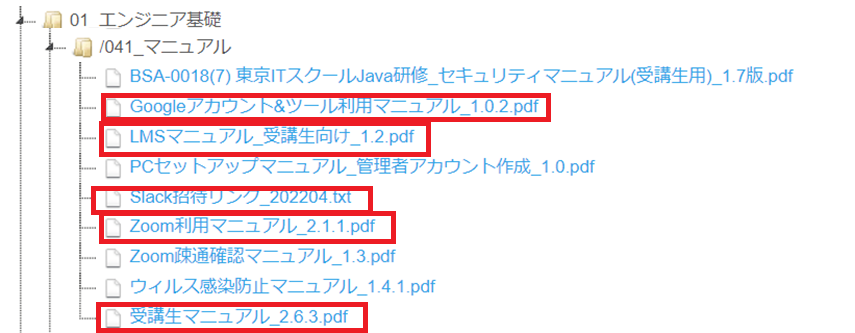 01_エンジニア基礎
/041_マニュアル
BSA-0018(7) 東京ITスクールJava研修_セキュリティマニュアル(受講生用)_1.7版.pdf
Googleアカウント&ツール利用マニュアル_1.0.2.pdf
LMSマニュアル_受講生向け_1.2.pdf
PCセットアップマニュアル_管理者アカウント作成_1.0.pdf
Slack招待リンク_202204.txt
Zoom利用マニュアル_2.1.1.pdf
Zoom疎通確認マニュアル_1.3.pdf
ウィルス感染防止マニュアル_1.4.1.pdf
受講生マニュアル_2.6.3.pdf